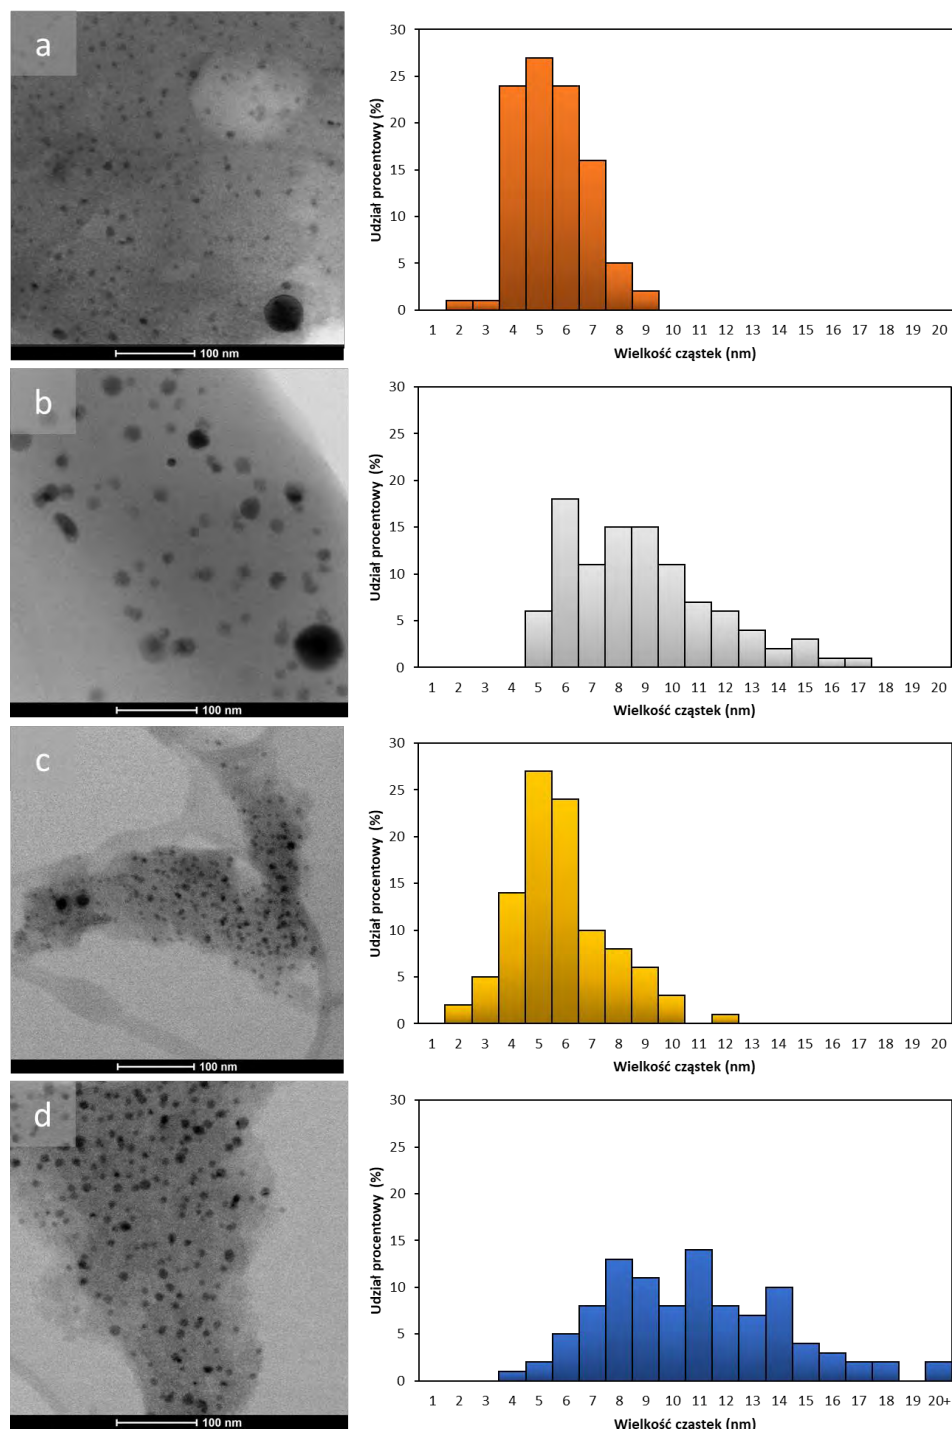 a
30
25
20
15
10
5
0
Udział procentowy (%)
1 2 3 4 5 6 7 8 9 10 11 12 13 14 15 16 17 18 19 20
Wielkość cząstek (nm)
100 nm
b
30
25
20
15
10
5
0
Udział procentowy (%)
1 2 3 4 5 6 7 8 9 10 11 12 13 14 15 16 17 18 19 20
Wielkość cząstek (nm)
100 nm
c
30
25
20
15
10
5
0
Udział procentowy (%)
1 2 3 4 5 6 7 8 9 10 11 12 13 14 15 16 17 18 19 20
Wielkość cząstek (nm)
100 nm
d
30
25
20
15
10
5
0
Udział procentowy (%)
1 2 3 4 5 6 7 8 9 10 11 12 13 14 15 16 17 18 19 20+
Wielkość cząstek (nm)
100 nm